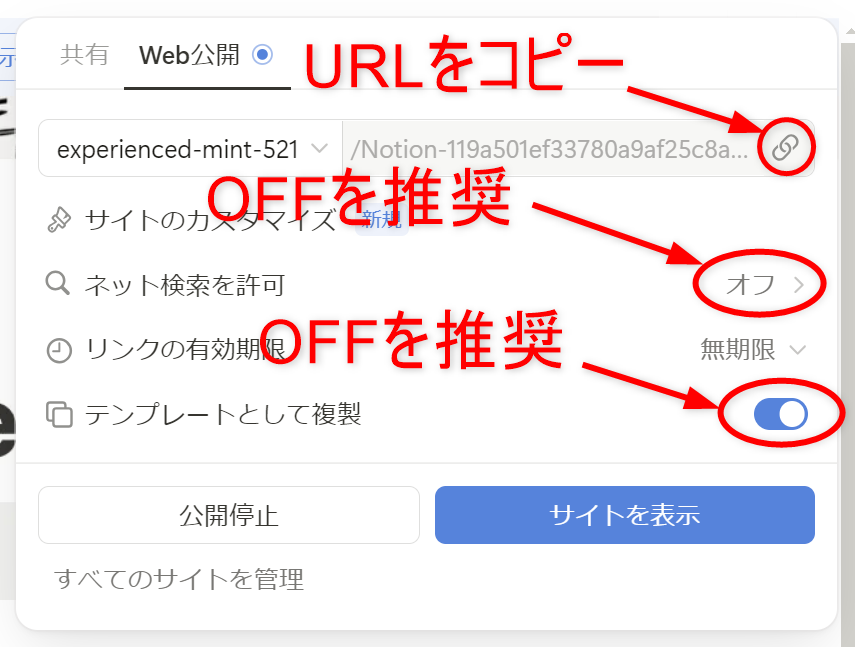 共有 Web公開 URLをコピー
experienced-mint-521 /Notion-119a501ef33780a9af25c8a...
OFFを推奨
サイトのカスタマイズ 新規
ネット検索を許可 オフ
OFFを推奨
リンクの有効期限 無期限
テンプレートとして複製
公開停止 サイトを表示
すべてのサイトを管理